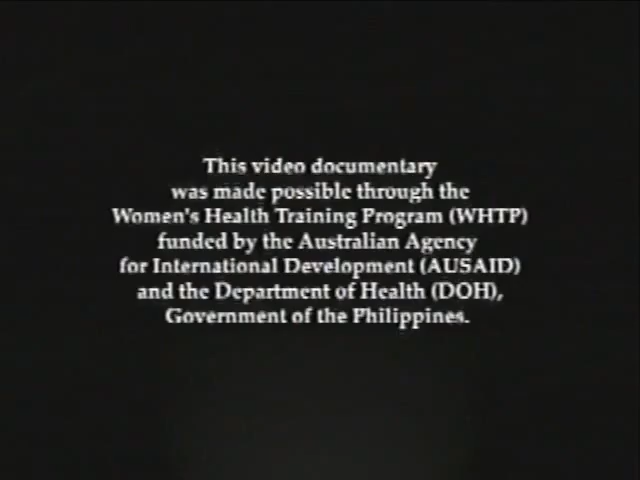 This video documentary
was made possible through the
Women's Health Training Program (WHTP)
funded by the Australian Agency
for International Development (AUSAID)
and the Department of Health (DOH),
Government of the Philippines.